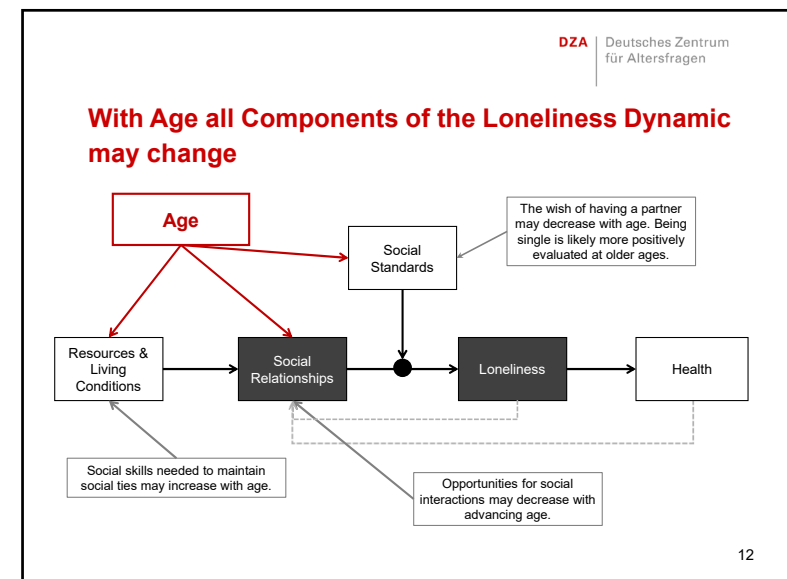 DZA Deutsches Zentrum
für Altersfragen
With Age all Components of the Loneliness Dynamic
may change
Age
The wish of having a partner
may decrease with age. Being
single is likely more positively
evaluated at older ages.
Social
Standards
Resources &
Living
Conditions
Social
Relationships
Loneliness
Health
Social skills needed to maintain
social ties may increase with age.
Opportunities for social
interactions may decrease with
advancing age.
12